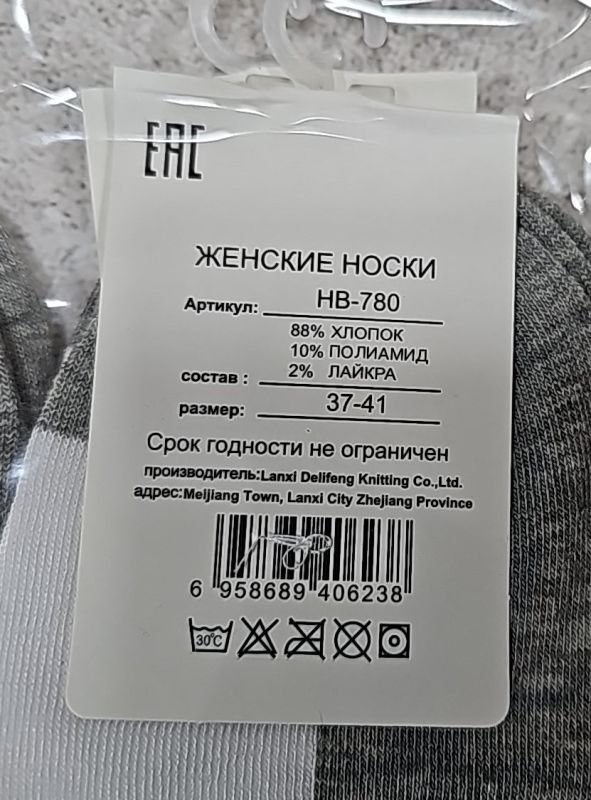 ЕАС
ЖЕНСКИЕ НОСКИ
Артикул: HB-780
88% ХЛОПОК
10% ПОЛИАМИД
состав : 2% ЛАЙКРА
размер: 37-41
Срок годности не ограничен
производитель:Lanxi Delifeng Knitting Co.,Ltd.
адрес:Meijiang Town, Lanxi City Zhejiang Province
6 958689 406238
30°C